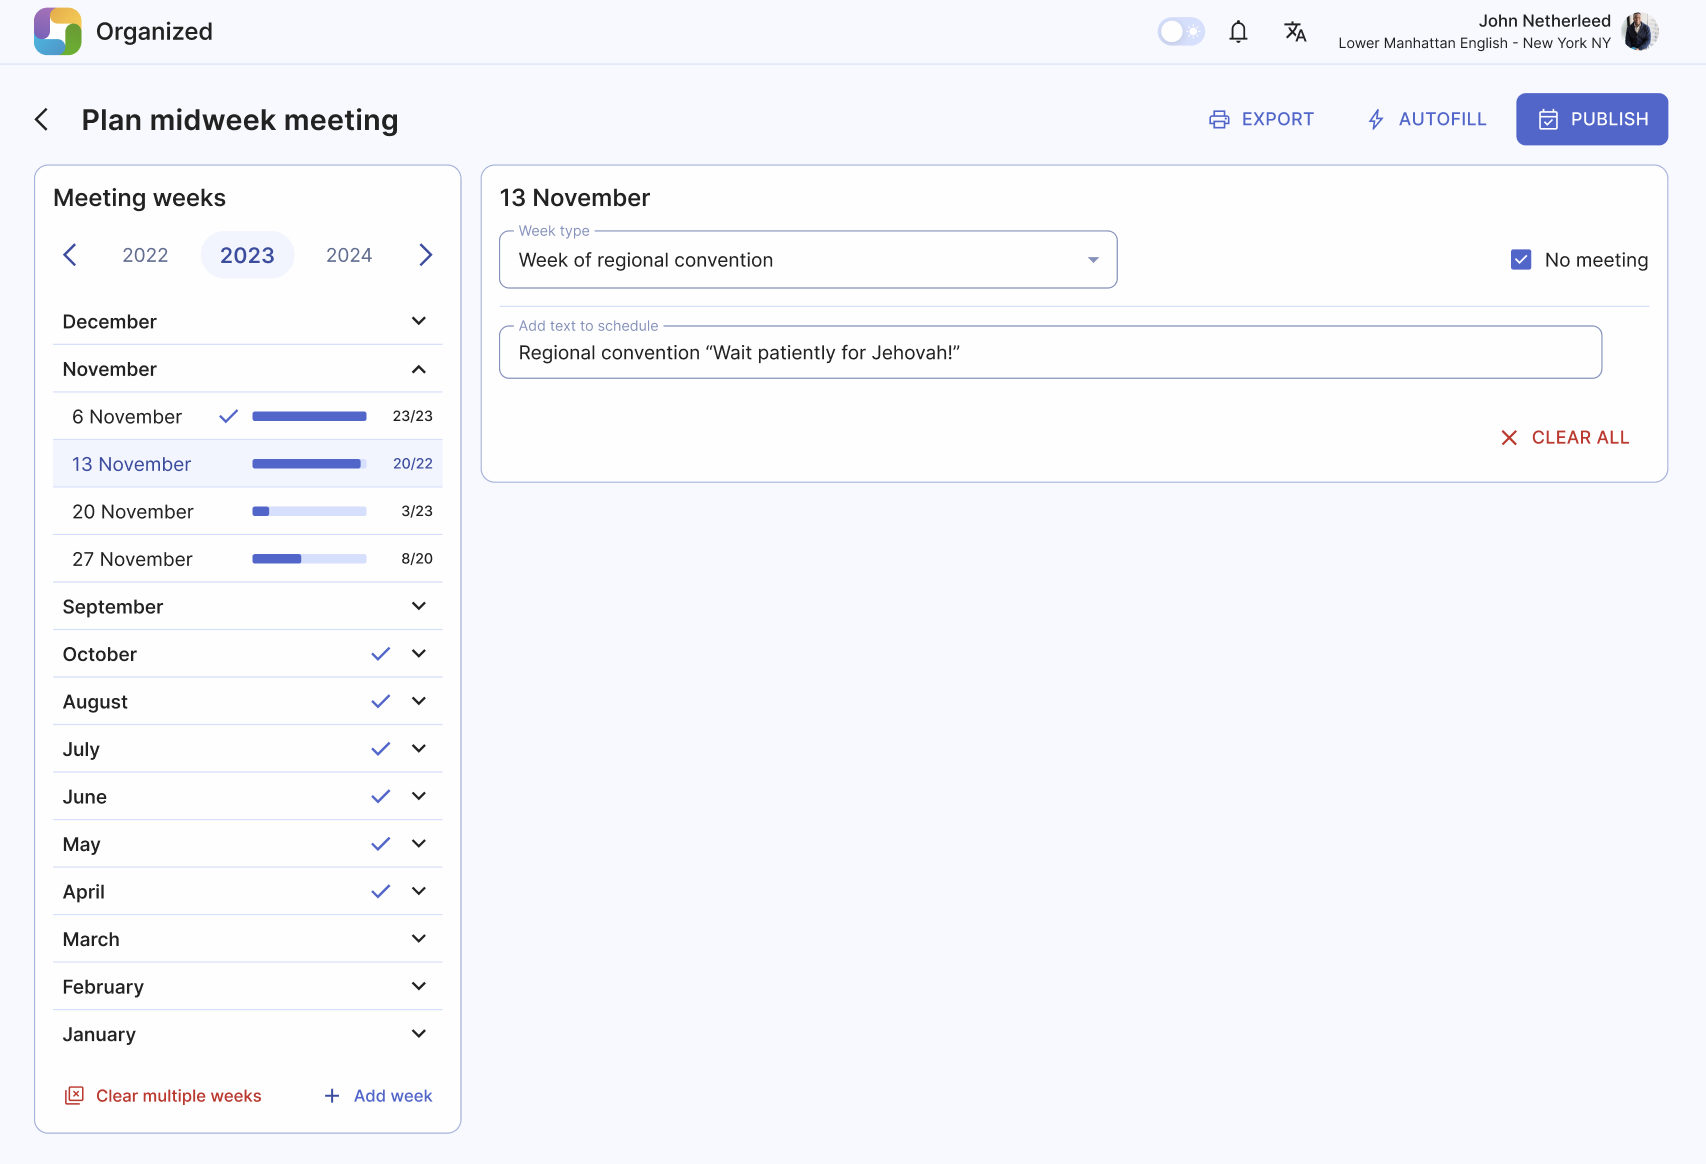 Organized
John Netherleed
Lower Manhattan English - New York NY
Plan midweek meeting
EXPORT
AUTOFILL
PUBLISH
Meeting weeks
2022
2023
2024
December
November
6 November
23/23
13 November
20/22
20 November
3/23
27 November
8/20
September
October
August
July
June
May
April
March
February
January
Clear multiple weeks
Add week
13 November
Week type
Week of regional convention
No meeting
Add text to schedule
Regional convention “Wait patiently for Jehovah!”
CLEAR ALL